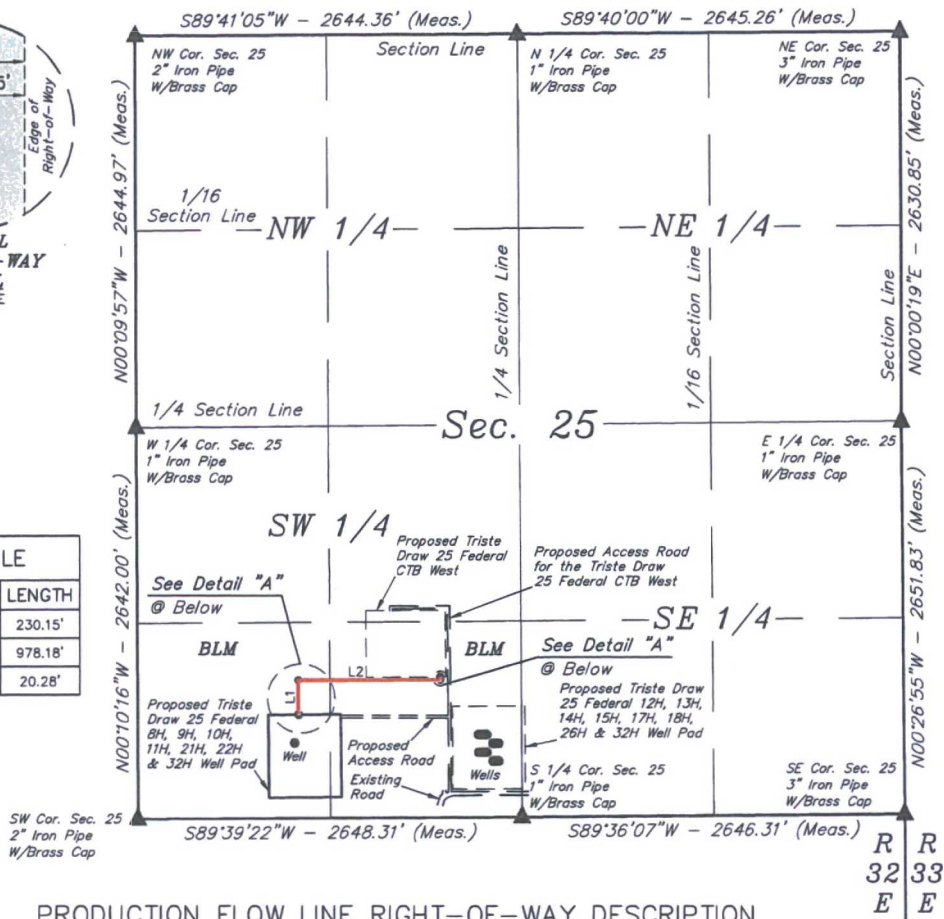 S89°41'05"W - 2644.36' (Meas.)
S89°40'00"W - 2645.26' (Meas.)
NW Cor. Sec. 25
2" Iron Pipe
W/Brass Cap
Section Line
N 1/4 Cor. Sec. 25
1" Iron Pipe
W/Brass Cap
NE Cor. Sec. 25
3" Iron Pipe
W/Brass Cap
Edge of
Right-of-Way
WAY
N00°09'57"W - 2644.97' (Meas.)
1/16
Section Line
NW 1/4
NE 1/4
1/4 Section Line
1/16 Section Line
Section Line
N00°00'19"E - 2630.85' (Meas.)
1/4 Section Line
Sec. 25
W 1/4 Cor. Sec. 25
1" Iron Pipe
W/Brass Cap
E 1/4 Cor. Sec. 25
1" Iron Pipe
W/Brass Cap
N00°10'16"W - 2642.00' (Meas.)
N00°26'55"W - 2651.83' (Meas.)
SW 1/4
SE 1/4
LE
LENGTH
230.15'
978.18'
20.28'
See Detail "A"
@ Below
Proposed Triste
Draw 25 Federal
CTB West
Proposed Access Road
for the Triste Draw
25 Federal CTB West
BLM
BLM
See Detail "A"
@ Below
L2
L1
Proposed Triste
Draw 25 Federal
8H, 9H, 10H,
11H, 21H, 22H
& 32H Well Pad
Well
Proposed
Access Road
Existing
Road
Proposed Triste Draw
25 Federal 12H, 13H,
14H, 15H, 17H, 18H,
26H & 32H Well Pad
Wells
S 1/4 Cor. Sec. 25
1" Iron Pipe
W/Brass Cap
SE Cor. Sec. 25
3" Iron Pipe
W/Brass Cap
SW Cor. Sec. 25
2" Iron Pipe
W/Brass Cap
S89°39'22"W - 2648.31' (Meas.)
S89°36'07"W - 2646.31' (Meas.)
R R
32 33
E E
PRODUCTION FLOW LINE RIGHT-OF-WAY DESCRIPTION